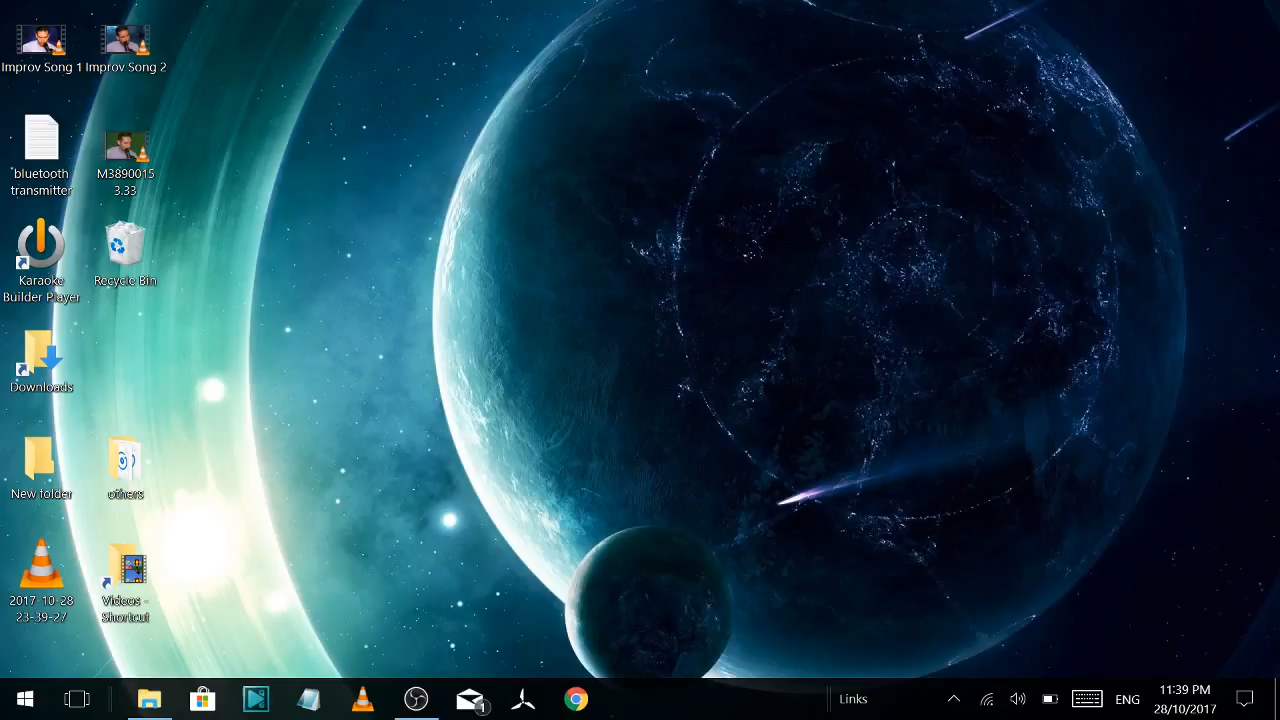 Improv Song 1
Improv Song 2
bluetooth
transmitter
M3890015
3.33
Karaoke
Builder Player
Recycle Bin
Downloads
New folder
others
2017-10-28
23-39-27
Videos -
Shortcut
1
Links
ENG
11:39 PM
28/10/2017